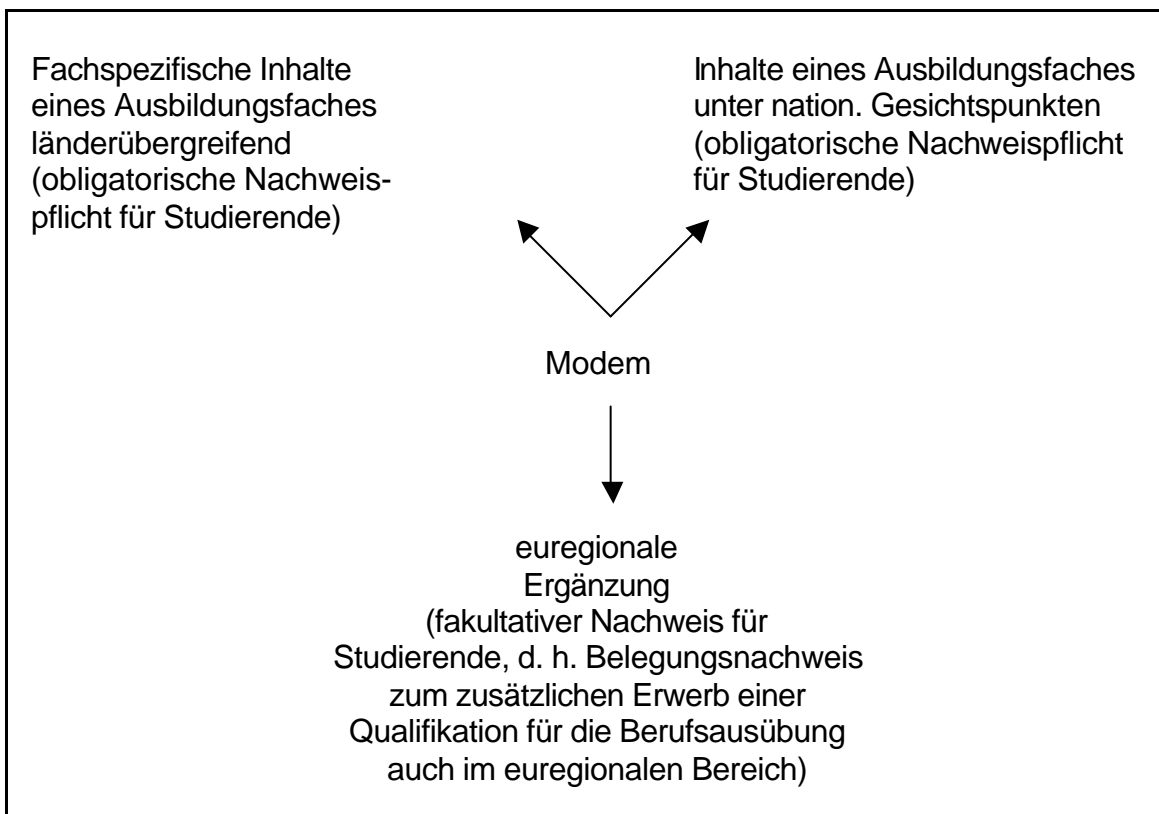 Fachspezifische Inhalte
eines Ausbildungsfaches
länderübergreifend
(obligatorische Nachweis-
pflicht für Studierende)
Inhalte eines Ausbildungsfaches
unter nation. Gesichtspunkten
(obligatorische Nachweispflicht
für Studierende)
Modem
euregionale
Ergänzung
(fakultativer Nachweis für
Studierende, d. h. Belegungsnachweis
zum zusätzlichen Erwerb einer
Qualifikation für die Berufsausübung
auch im euregionalen Bereich)